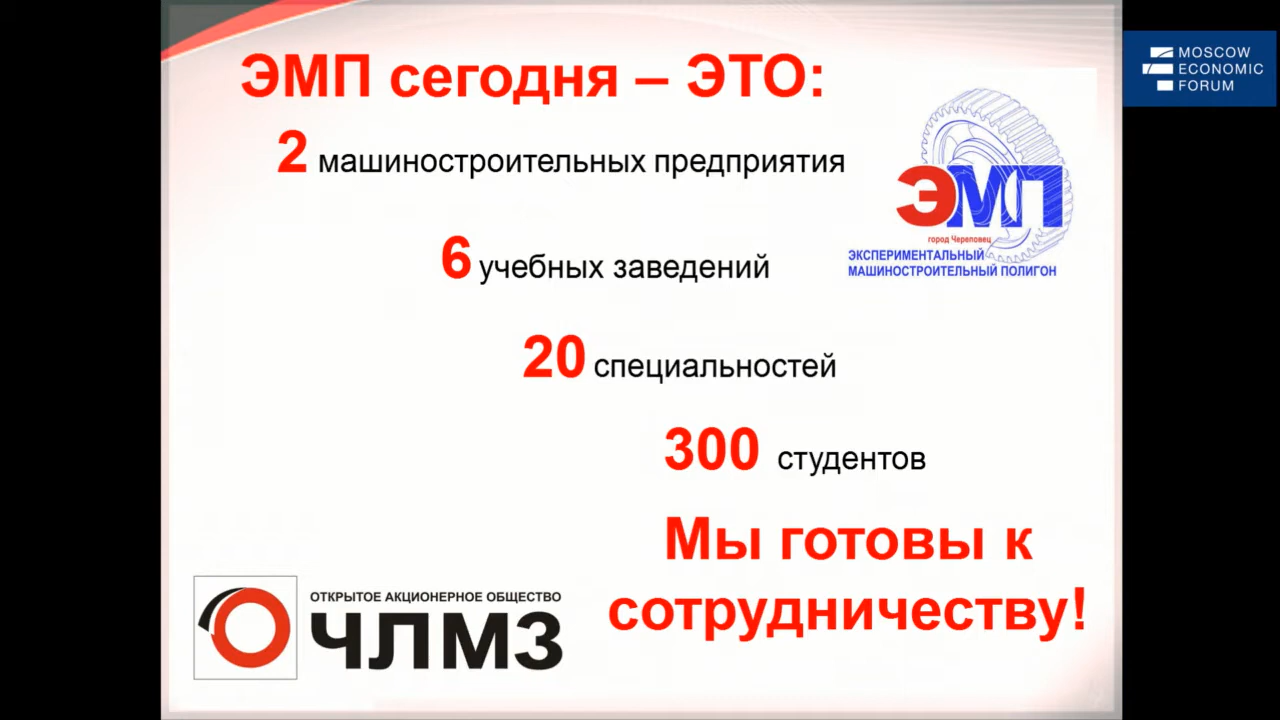 ЭМП сегодня – ЭТО:
2 машиностроительных предприятия
6 учебных заведений
20 специальностей
300 студентов
Мы готовы к
сотрудничеству!
ЭМП
город Череповец
ЭКСПЕРИМЕНТАЛЬНЫЙ
МАШИНОСТРОИТЕЛЬНЫЙ ПОЛИГОН
ОТКРЫТОЕ АКЦИОНЕРНОЕ ОБЩЕСТВО
ЧЛМЗ
MOSCOW
ECONOMIC
FORUM